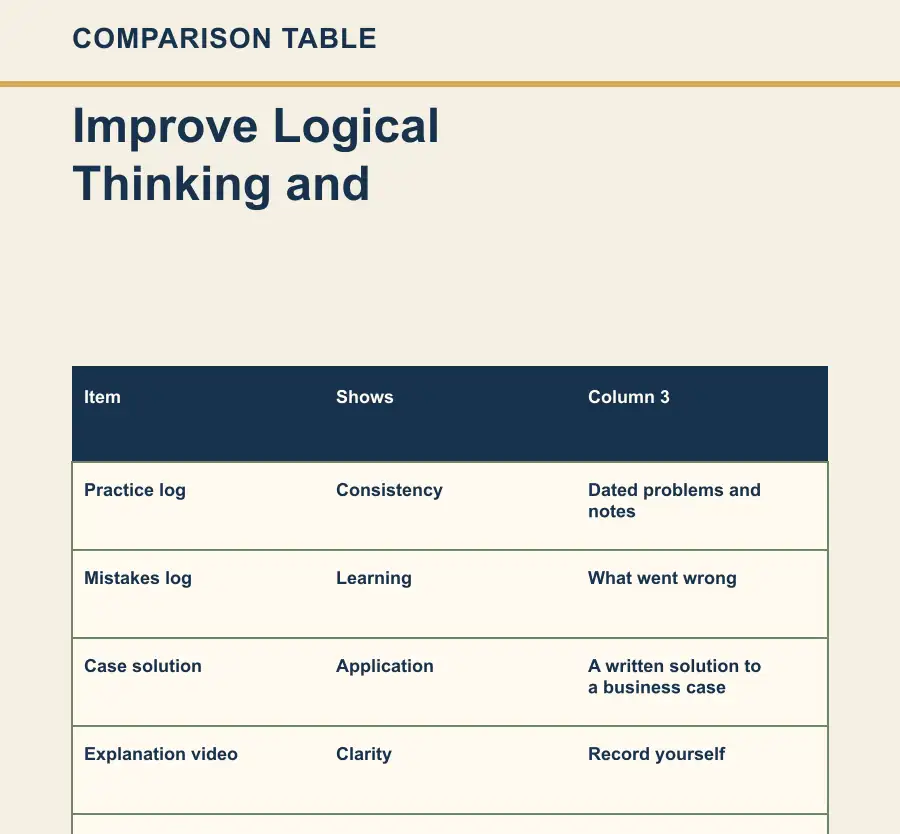 COMPARISON TABLE
Improve Logical
Thinking and
Item Shows Column 3
Practice log Consistency Dated problems and
notes
Mistakes log Learning What went wrong
Case solution Application A written solution to
a business case
Explanation video Clarity Record yourself